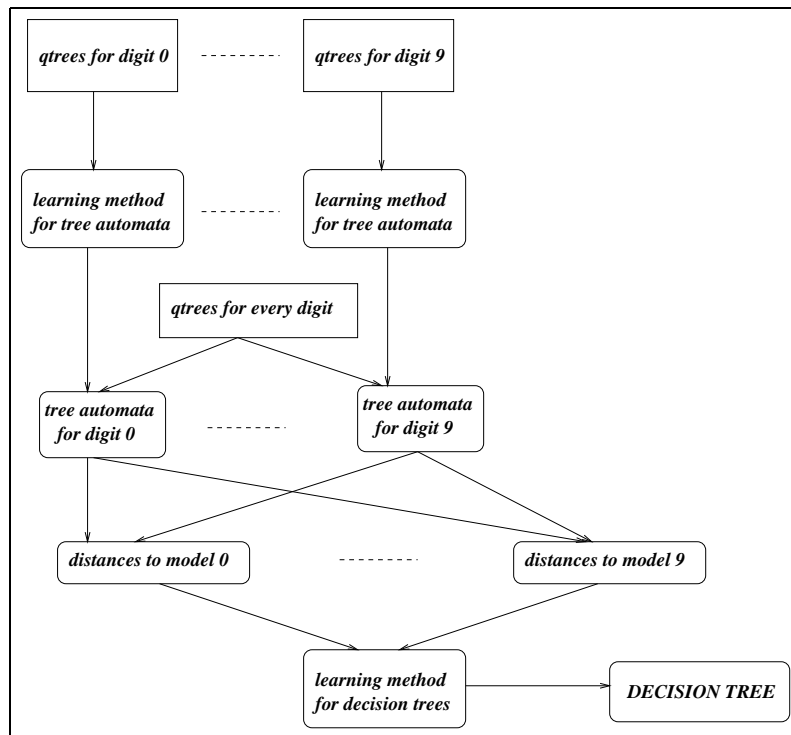 qtrees for digit 0
qtrees for digit 9
learning method
for tree automata
learning method
for tree automata
qtrees for every digit
tree automata
for digit 0
tree automata
for digit 9
distances to model 0
distances to model 9
learning method
for decision trees
DECISION TREE